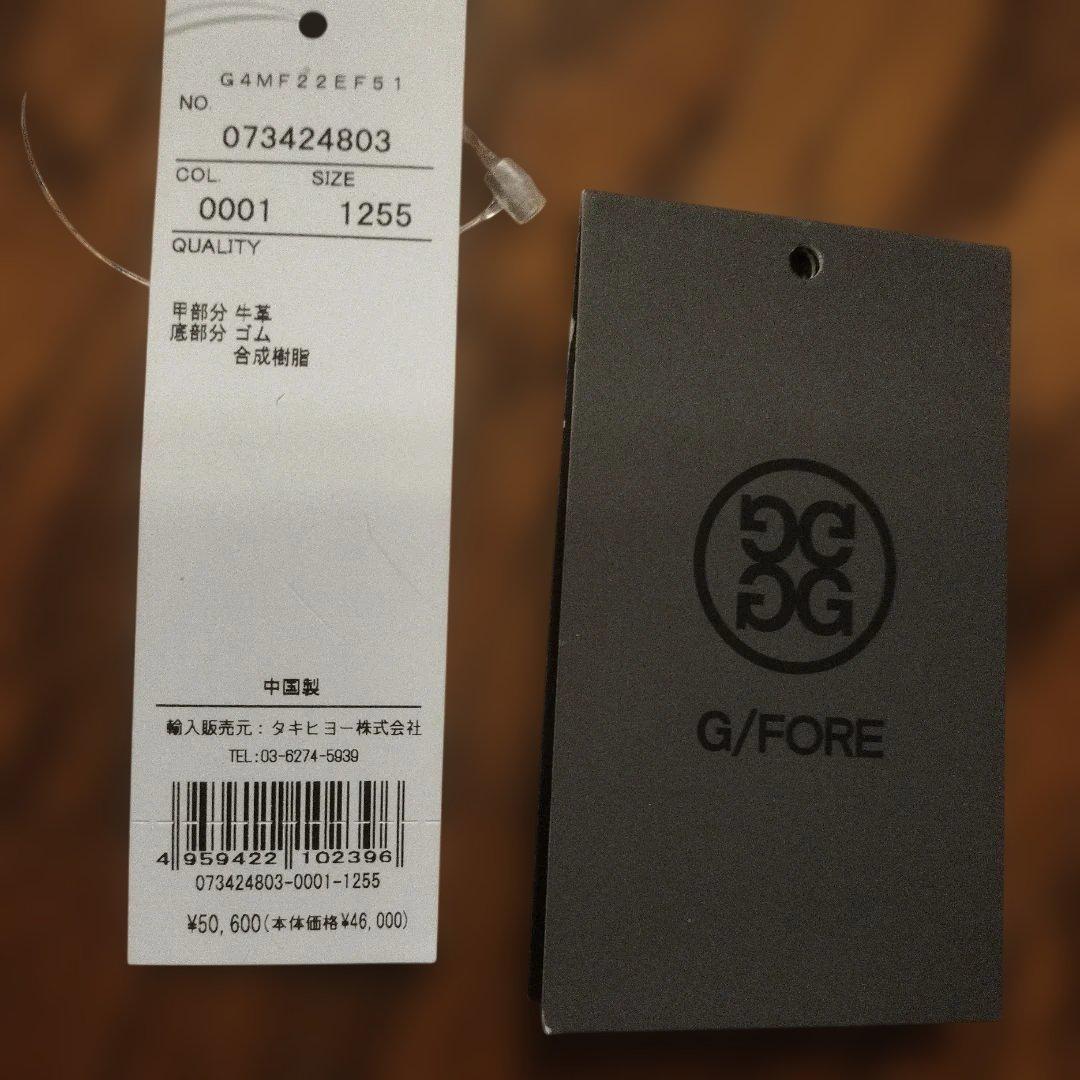 G4MF22EF51
NO.
073424803
COL. SIZE
0001 1255
QUALITY
甲部分 牛革
底部分 ゴム
合成樹脂
中国製
輸入販売元：タキヒヨー株式会社
TEL:03-6274-5939
4 959422 102396
073424803-0001-1255
¥50,600(本体価格¥46,000)
G/FORE